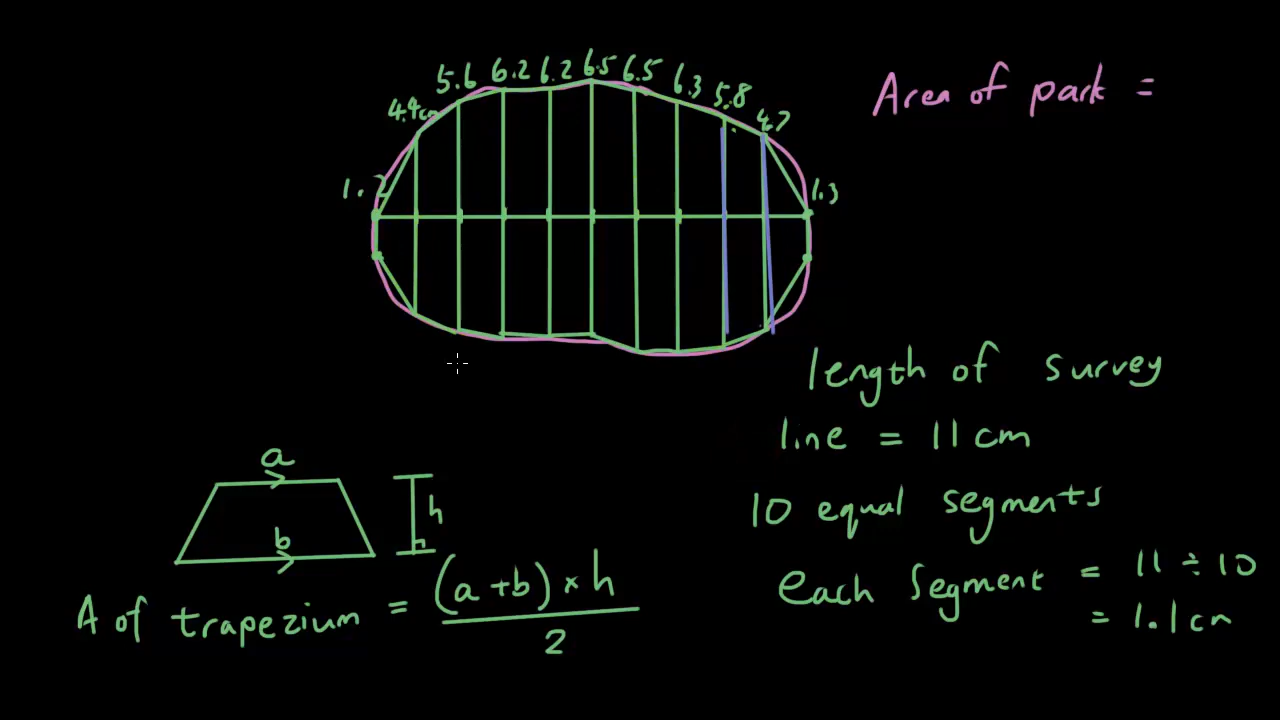 5.6 6.2 6.2 6.5 6.5 6.3 5.8
4.4cm 4.7
1.2 1.3
Area of park =
length of survey
line = 11 cm
10 equal segments
each segment = 11 ÷ 10
= 1.1 cm
a
b
h
A of trapezium = (a+b) × h
2